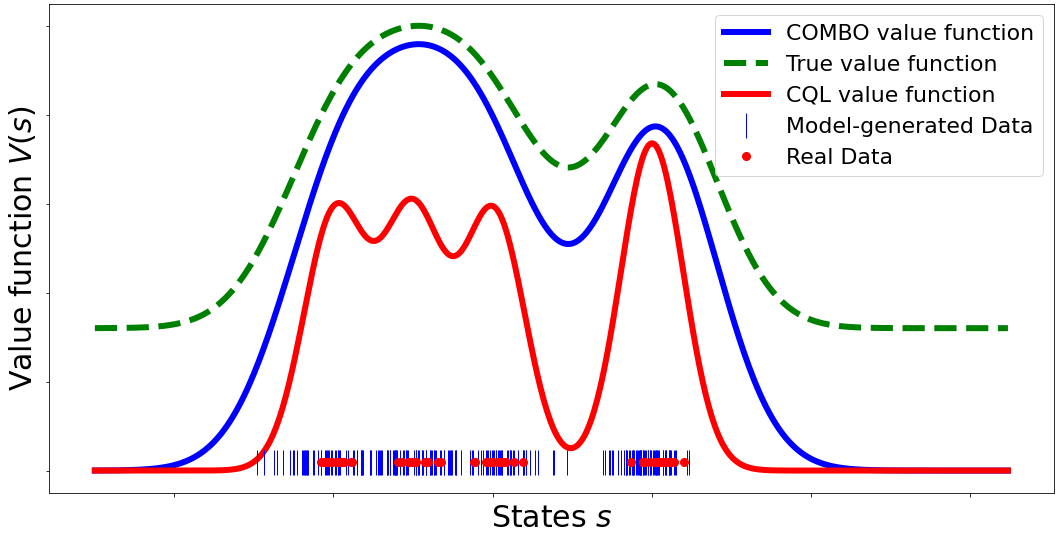 COMBO value function
True value function
CQL value function
Model-generated Data
Real Data
Value function V(s)
States s